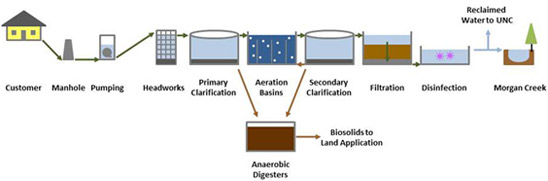 Reclaimed
Water to UNC
Customer
Manhole
Pumping
Headworks
Primary
Clarification
Aeration
Basins
Secondary
Clarification
Filtration
Disinfection
Morgan Creek
Biosolids to
Land Application
Anaerobic
Digesters